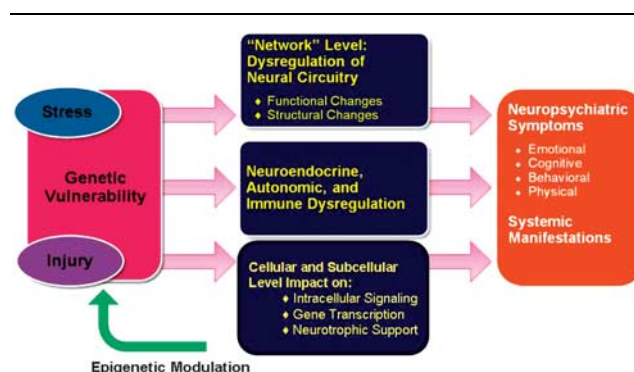 Stress
Genetic
Vulnerability
Injury
Epigenetic Modulation
“Network” Level:
Dysregulation of
Neural Circuitry
♦ Functional Changes
♦ Structural Changes
Neuroendocrine,
Autonomic, and
Immune Dysregulation
Cellular and Subcellular
Level Impact on:
♦ Intracellular Signaling
♦ Gene Transcription
♦ Neurotrophic Support
Neuropsychiatric
Symptoms
♦ Emotional
♦ Cognitive
♦ Behavioral
♦ Physical
Systemic
Manifestations